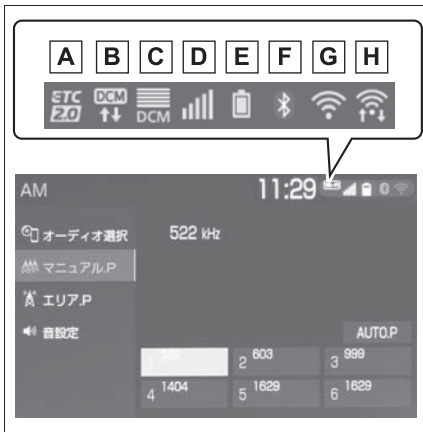 A B C D E F G H
ETC 2.0 DCM DCM
AM 11:29
オーディオ選択 522 kHz
マニュアル.P
エリア.P
音設定 AUTO.P
1 2 603 3 999
4 1404 5 1629 6 1629